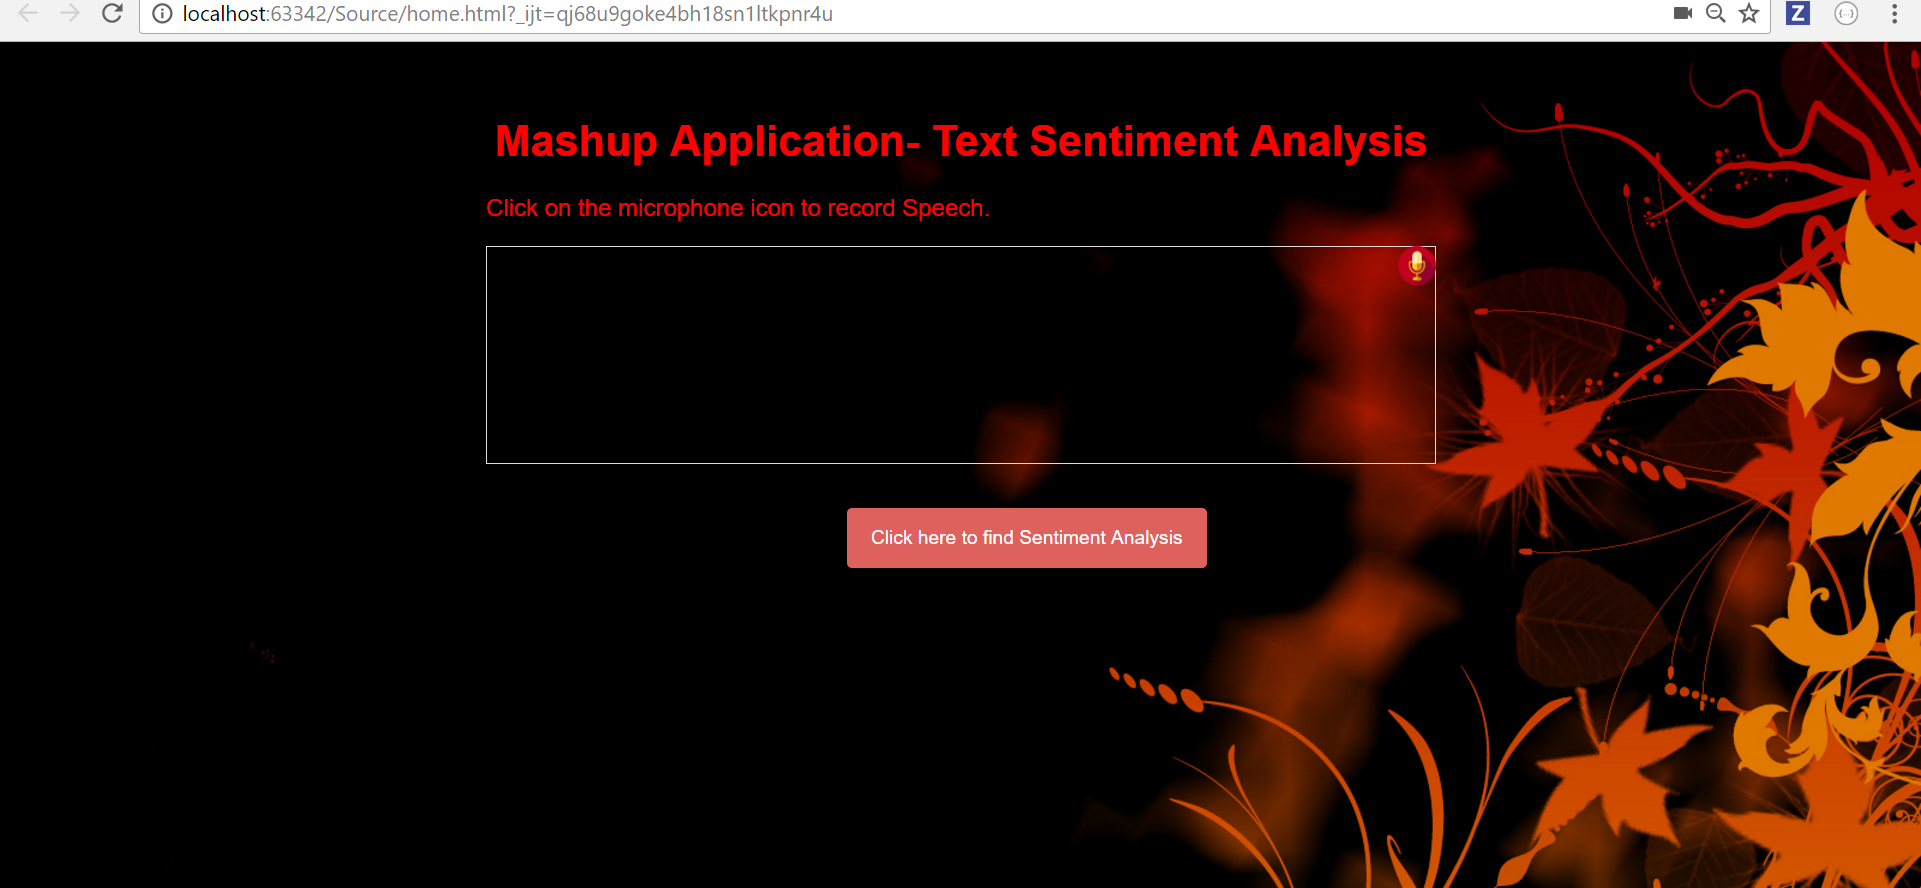 localhost:63342/Source/home.html?_ijt=qj68u9goke4bh18sn1ltkpnr4u
Z
{...}
Mashup Application- Text Sentiment Analysis
Click on the microphone icon to record Speech.
Click here to find Sentiment Analysis